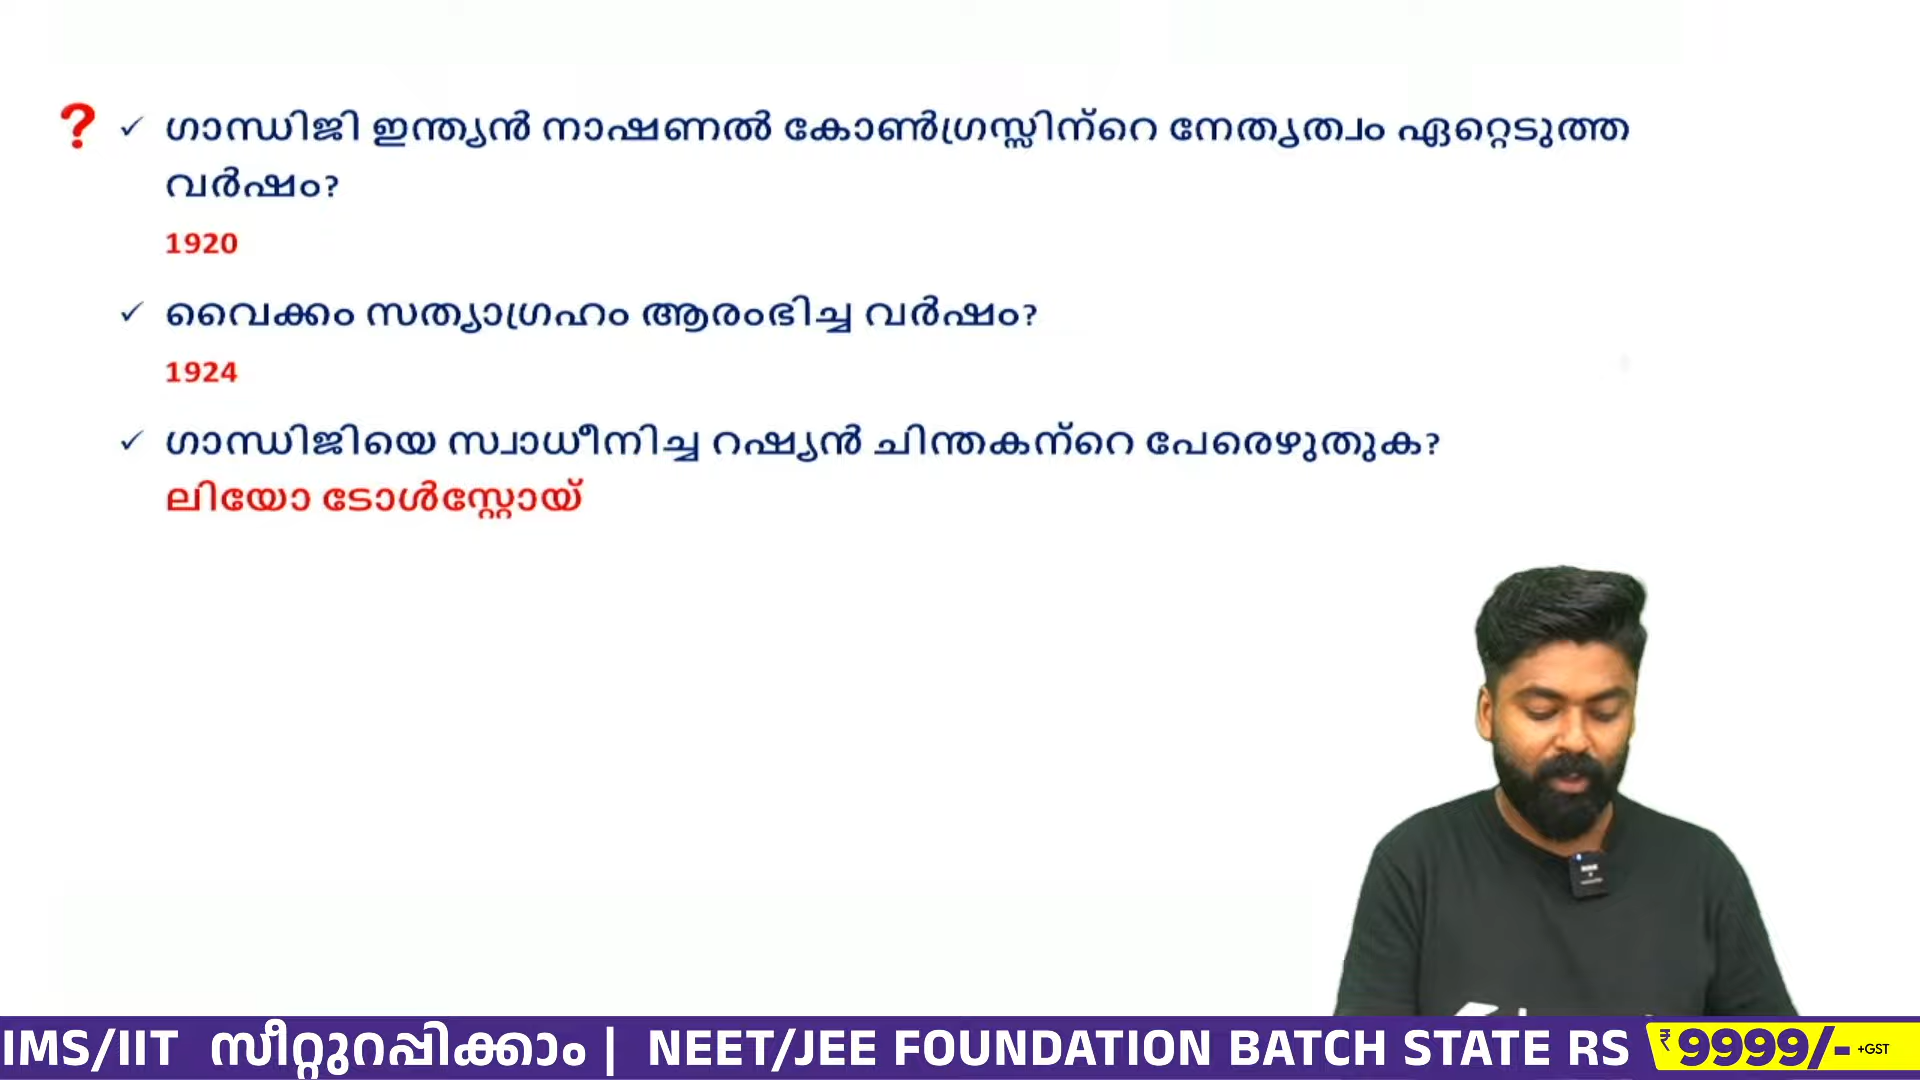 ? ✓ ഗാന്ധിജി ഇന്ത്യൻ നാഷണൽ കോൺഗ്രസ്സിന്റെ നേതൃത്വം ഏറ്റെടുത്ത
വർഷം?
1920
✓ വൈക്കം സത്യാഗ്രഹം ആരംഭിച്ച വർഷം?
1924
✓ ഗാന്ധിജിയെ സ്വാധീനിച്ച റഷ്യൻ ചിന്തകന്റെ പേരെഴുതുക?
ലിയോ ടോൾസ്റ്റോയ്
IMS/IIT സീറ്റുറപ്പിക്കാം | NEET/JEE FOUNDATION BATCH STATE RS ₹9999/- +GST